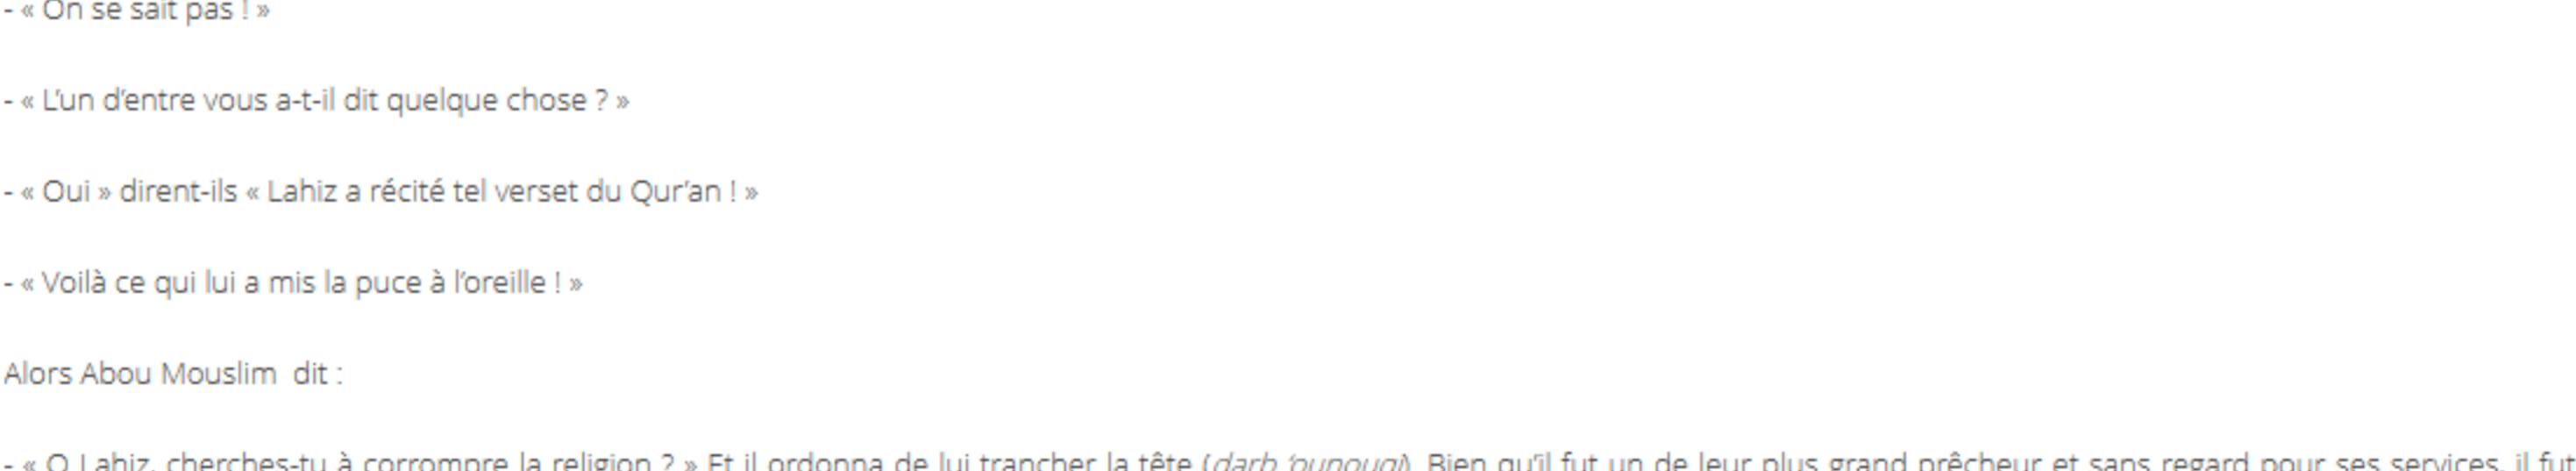 - « On se sait pas ! »
- « L'un d'entre vous a-t-il dit quelque chose ? »
- « Oui » dirent-ils « Lahiz a récité tel verset du Qur'an ! »
- « Voilà ce qui lui a mis la puce à l'oreille ! »
Alors Abou Mouslim  dit :
- « O Lahiz, cherches-tu à corrompre la religion ? » Et il ordonna de lui trancher la tête (darb 'ounouq). Bien qu'il fut un de leur plus grand prêcheur et sans regard pour ses services, il